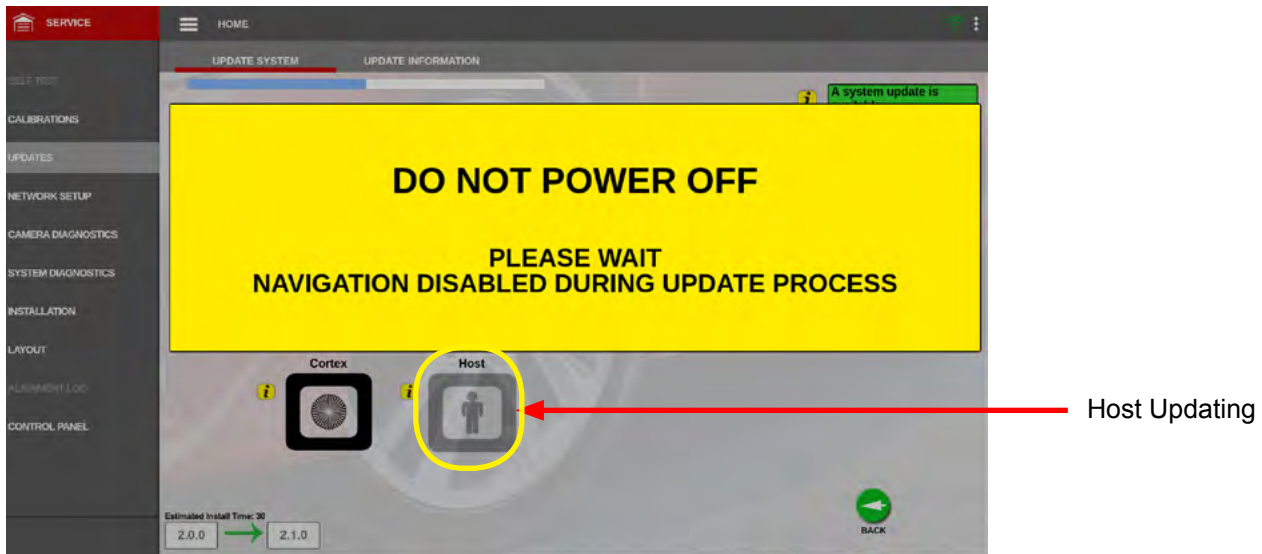 SERVICE
HOME
UPDATE SYSTEM
UPDATE INFORMATION
SELF TEST
A system update is
CALIBRATIONS
UPDATES
NETWORK SETUP
CAMERA DIAGNOSTICS
SYSTEM DIAGNOSTICS
INSTALLATION
LAYOUT
ALIGNMENT LOG
CONTROL PANEL
DO NOT POWER OFF
PLEASE WAIT
NAVIGATION DISABLED DURING UPDATE PROCESS
Cortex
Host
i
i
i
Host Updating
Estimated Install Time: 30
2.0.0
2.1.0
BACK